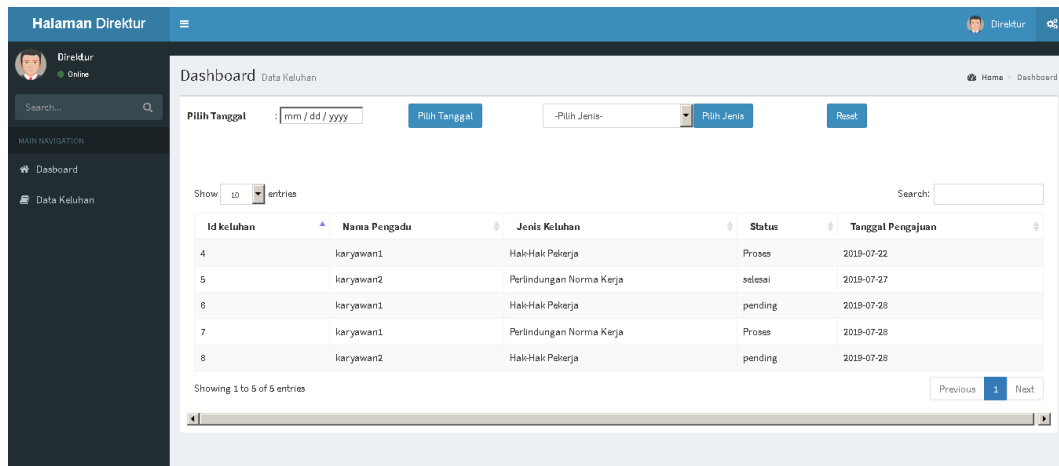 Halaman Direktur
Direktur
Direktur
Online
Dashboard Data Keluhan
Home > Dashboard
Search...
Pilih Tanggal : mm / dd / yyyy Pilih Tanggal -Pilih Jenis- Pilih Jenis Reset
MAIN NAVIGATION
Dasboard
Data Keluhan
Show 10 entries Search:
Id keluhan Nama Pengadu Jenis Keluhan Status Tanggal Pengajuan
4 karyawan1 Hak-Hak Pekerja Proses 2019-07-22
5 karyawan2 Perlindungan Norma Kerja selesai 2019-07-27
6 karyawan1 Hak-Hak Pekerja pending 2019-07-28
7 karyawan1 Perlindungan Norma Kerja Proses 2019-07-28
8 karyawan2 Hak-Hak Pekerja pending 2019-07-28
Showing 1 to 5 of 5 entries Previous 1 Next